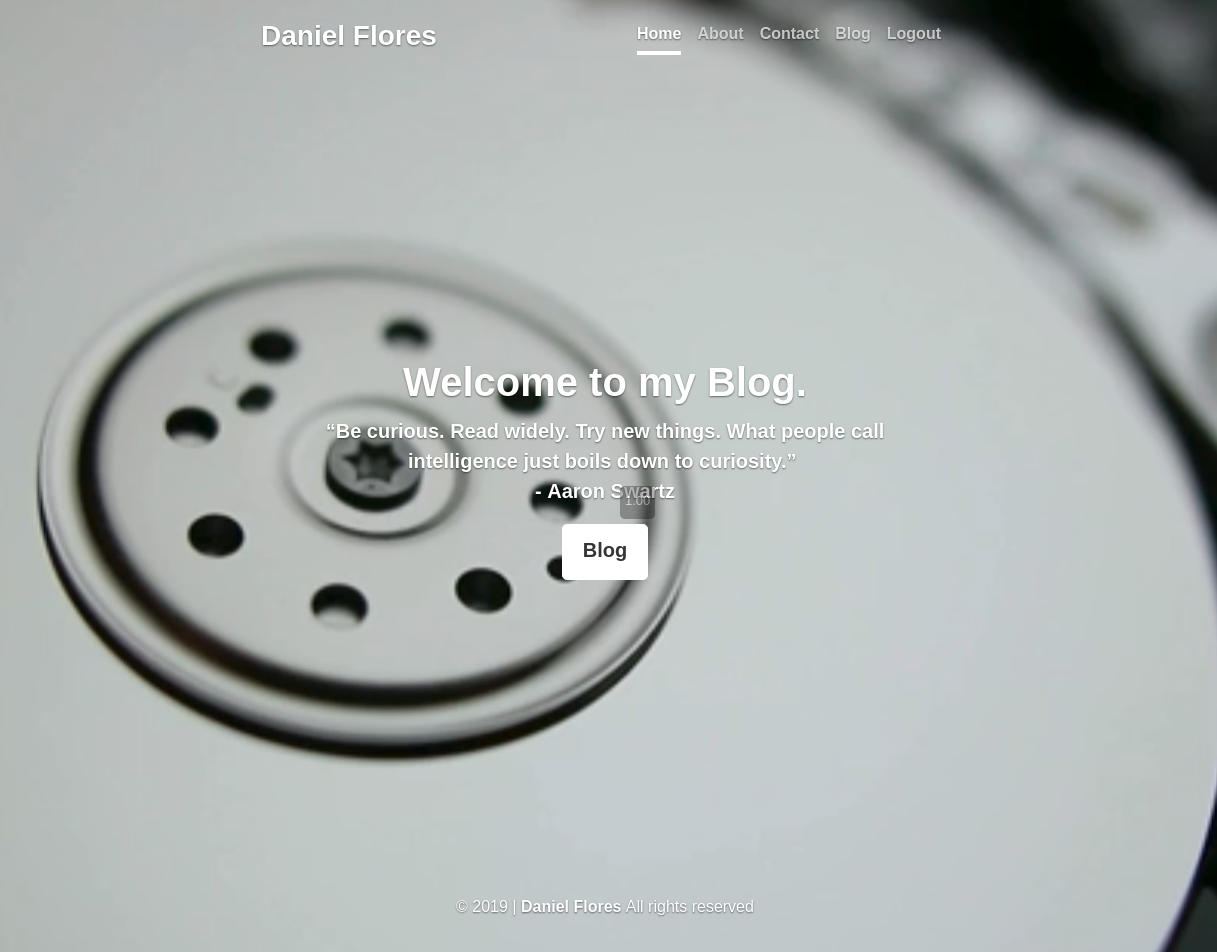 Daniel Flores
Home About Contact Blog Logout
Welcome to my Blog.
“Be curious. Read widely. Try new things. What people call
intelligence just boils down to curiosity.”
- Aaron Swartz
1.00
Blog
© 2019 | Daniel Flores All rights reserved